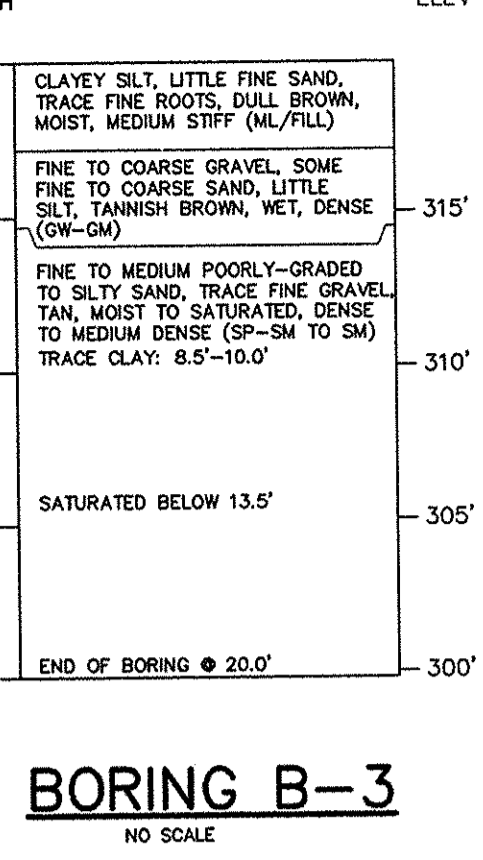 CLAYEY SILT, LITTLE FINE SAND,
TRACE FINE ROOTS, DULL BROWN,
MOIST, MEDIUM STIFF (ML/FILL)
FINE TO COARSE GRAVEL, SOME
FINE TO COARSE SAND, LITTLE
SILT, TANNISH BROWN, WET, DENSE
(GW-GM)
315'
FINE TO MEDIUM POORLY-GRADED
TO SILTY SAND, TRACE FINE GRAVEL,
TAN, MOIST TO SATURATED, DENSE
TO MEDIUM DENSE (SP-SM TO SM)
TRACE CLAY: 8.5'-10.0'
310'
SATURATED BELOW 13.5'
305'
END OF BORING @ 20.0'
300'
BORING B-3
NO SCALE